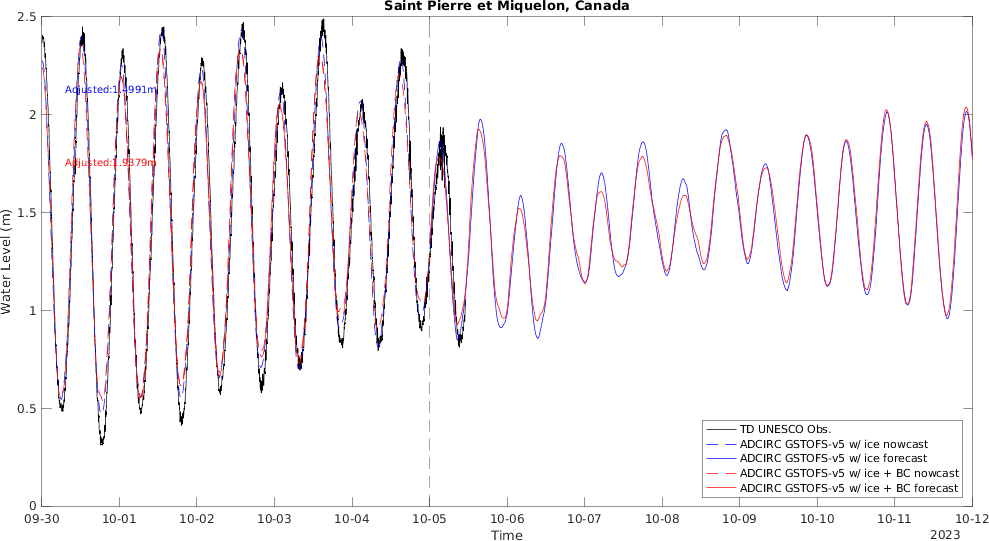 Saint Pierre et Miquelon, Canada
2.5
2
1.5
1
0.5
0
Water Level (m)
Adjusted:1.4991m
Adjusted:1.9379m
TD UNESCO Obs.
ADCIRC GSTOFS-v5 w/ ice nowcast
ADCIRC GSTOFS-v5 w/ ice forecast
ADCIRC GSTOFS-v5 w/ ice + BC nowcast
ADCIRC GSTOFS-v5 w/ ice + BC forecast
09-30 10-01 10-02 10-03 10-04 10-05 10-06 10-07 10-08 10-09 10-10 10-11 10-12
Time
2023